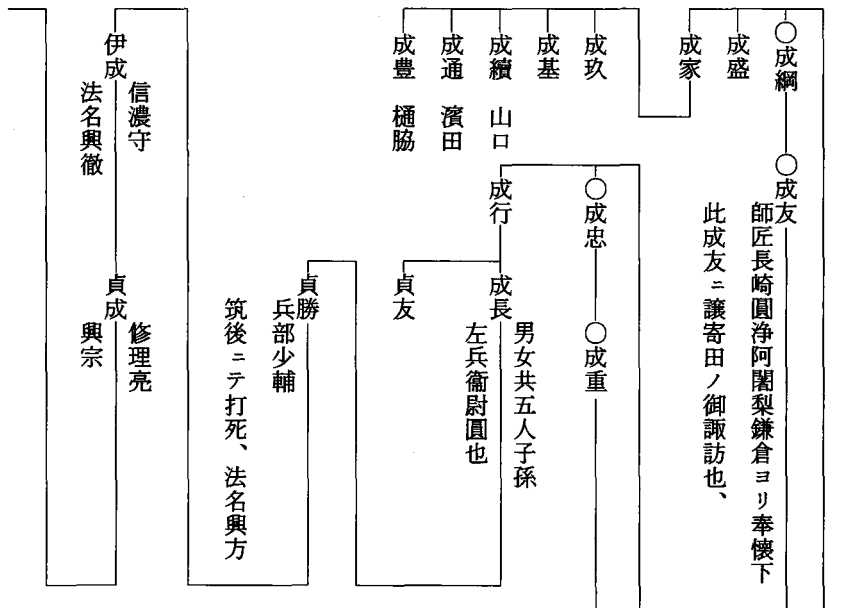 ○成綱
○成友
師匠長崎圓浄阿闍梨鎌倉ヨリ奉懐下
此成友ニ譲寄田ノ御諏訪也、
成盛
成家
成玖
成基
成續 山口
成通 濱田
成豊 樋脇
○成忠
○成重
成行
成長
男女共五人子孫
左兵衞尉圓也
貞友
貞勝
兵部少輔
筑後ニテ打死、法名興方
伊成
信濃守
法名興徹
貞成
修理亮
興宗